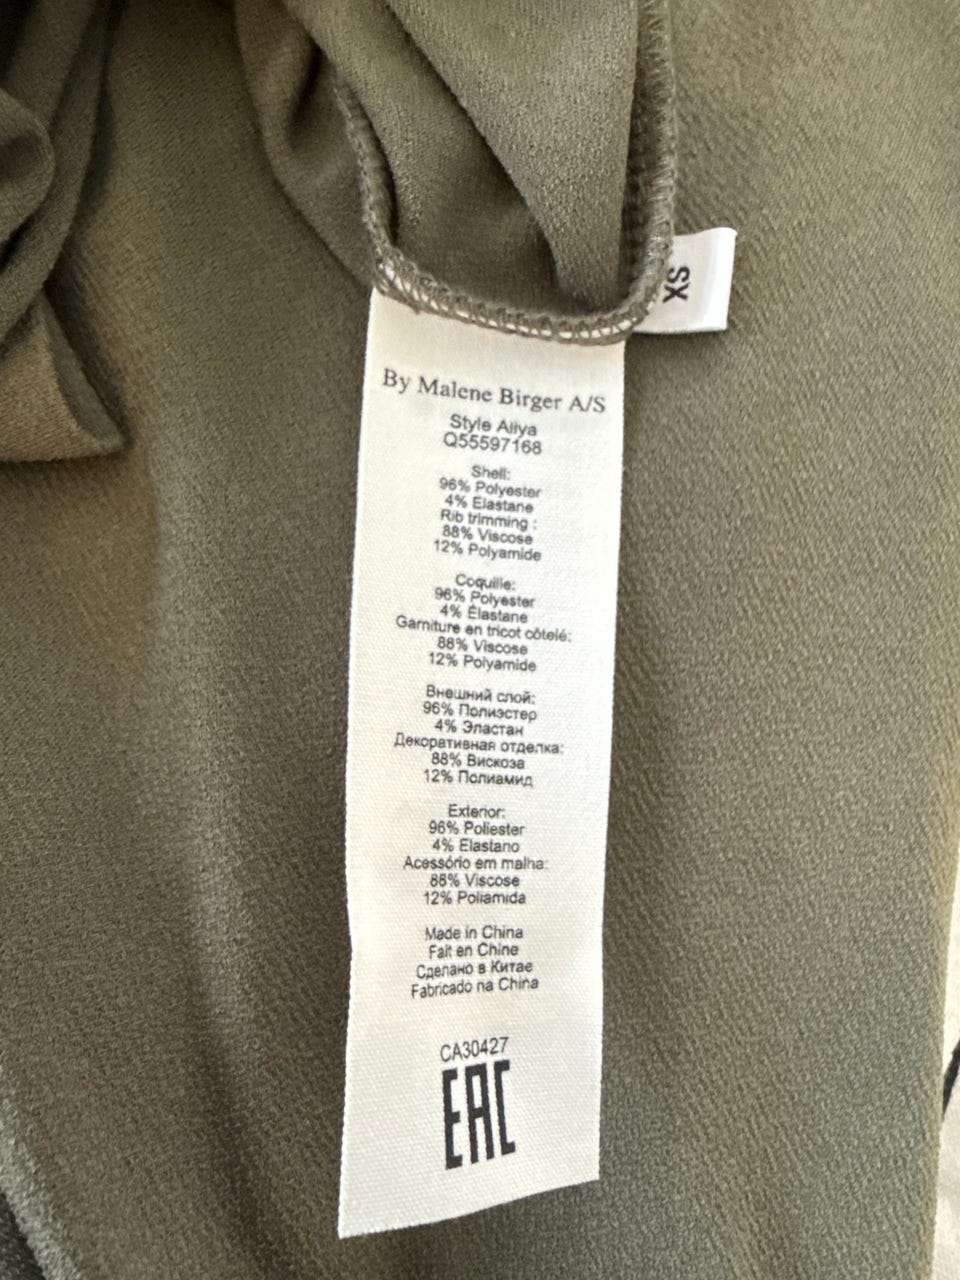 XS
By Malene Birger A/S
Style Aliya
Q55597168
Shell:
96% Polyester
4% Elastane
Rib trimming :
88% Viscose
12% Polyamide
Coquille:
96% Polyester
4% Élastane
Garniture en tricot côtelé:
88% Viscose
12% Polyamide
Внешний слой:
96% Полиэстер
4% Эластан
Декоративная отделка:
88% Вискоза
12% Полиамид
Exterior:
96% Poliester
4% Elastano
Acessório em malha:
88% Viscose
12% Poliamida
Made in China
Fait en Chine
Сделано в Китае
Fabricado na China
CA30427
EAC